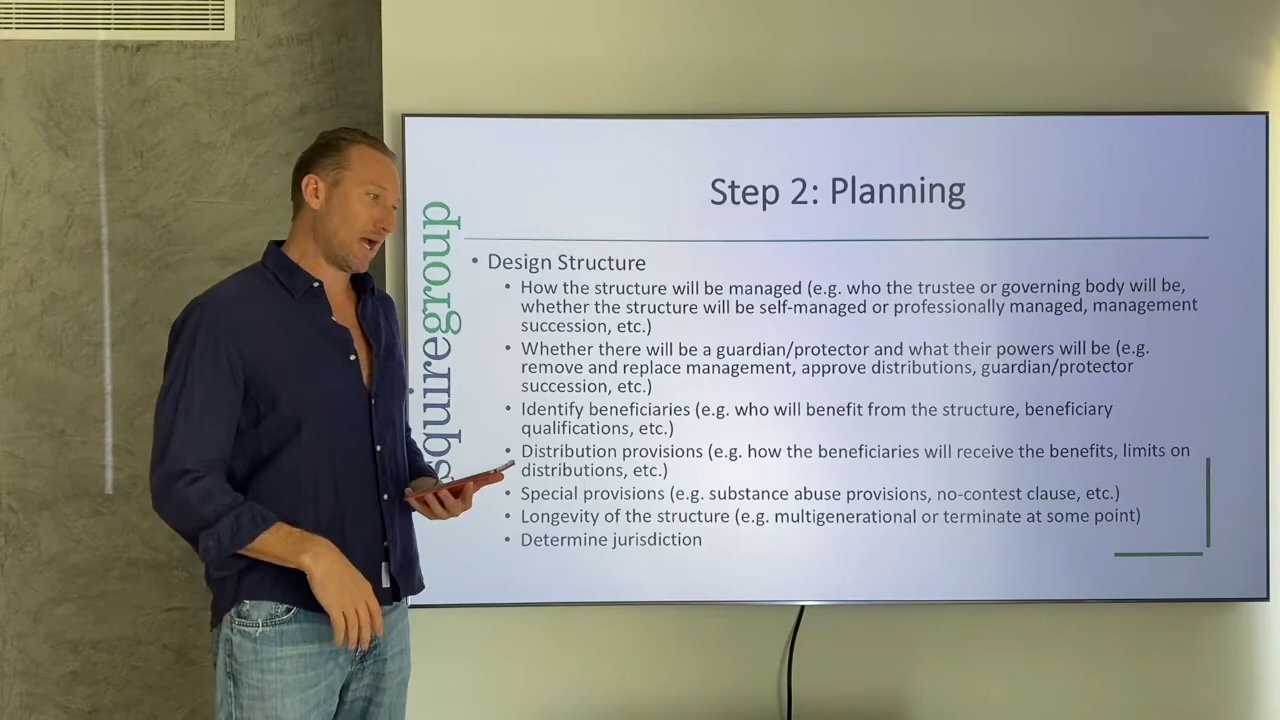 Step 2: Planning
squiregroup
• Design Structure
• How the structure will be managed (e.g. who the trustee or governing body will be,
whether the structure will be self-managed or professionally managed, management
succession, etc.)
• Whether there will be a guardian/protector and what their powers will be (e.g.
remove and replace management, approve distributions, guardian/protector
succession, etc.)
• Identify beneficiaries (e.g. who will benefit from the structure, beneficiary
qualifications, etc.)
• Distribution provisions (e.g. how the beneficiaries will receive the benefits, limits on
distributions, etc.)
• Special provisions (e.g. substance abuse provisions, no-contest clause, etc.)
• Longevity of the structure (e.g. multigenerational or terminate at some point)
• Determine jurisdiction